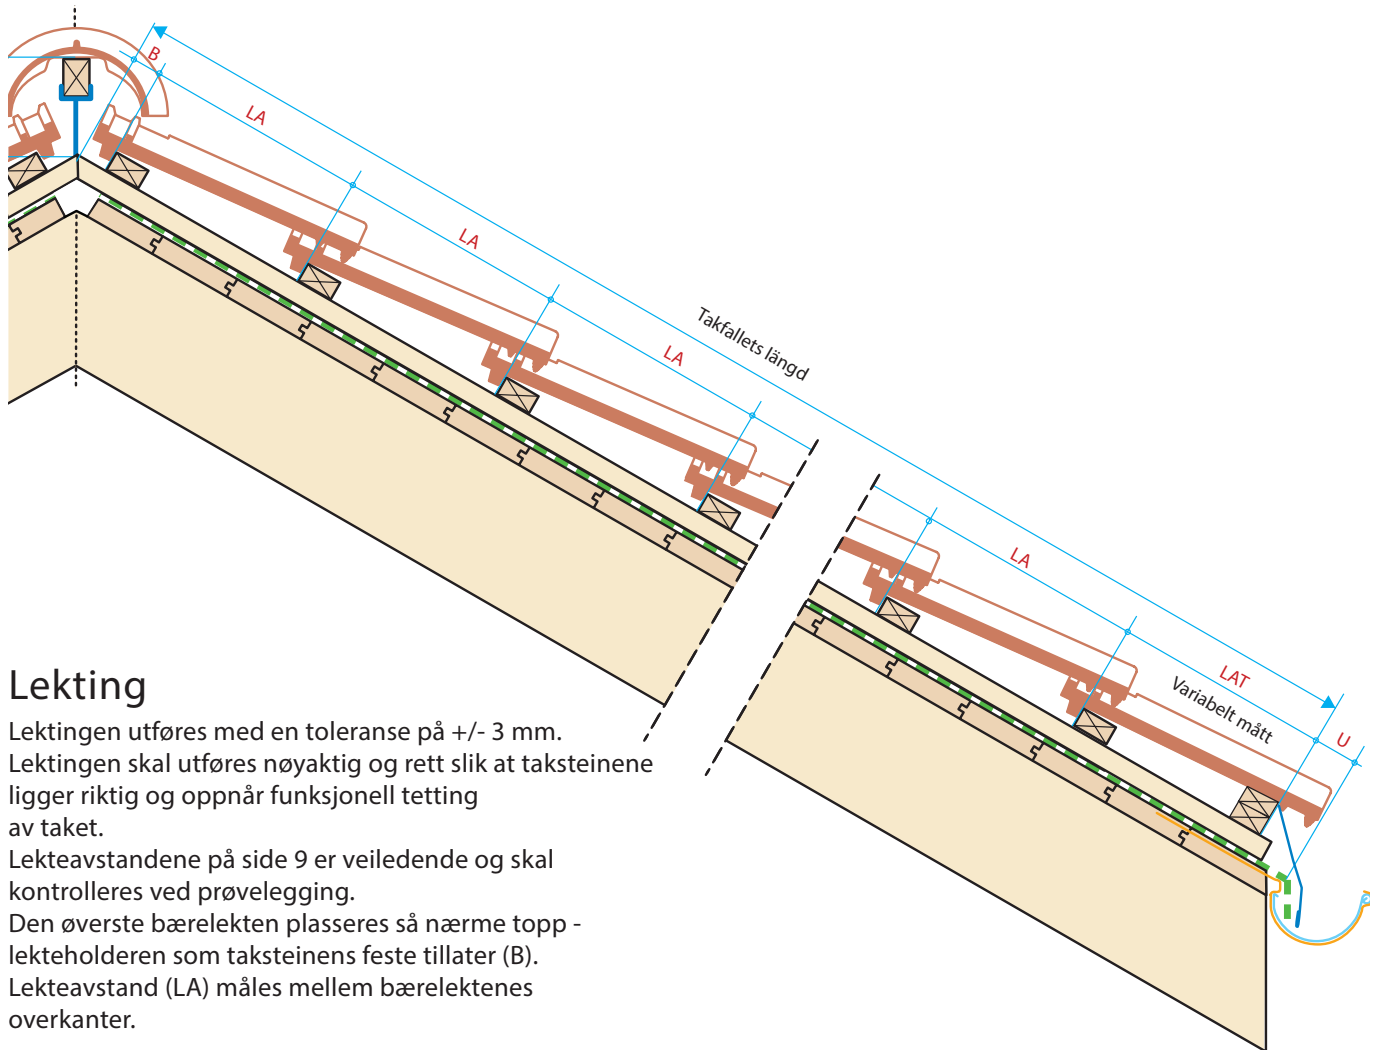 B
LA
LA
LA
Takfallets längd
LA
LAT
Variabelt mått
U
Lekting
Lektingen utføres med en toleranse på +/- 3 mm.
Lektingen skal utføres nøyaktig og rett slik at taksteinene
ligger riktig og oppnår funksjonell tetting
av taket.
Lekteavstandene på side 9 er veiledende og skal
kontrolleres ved prøvelegging.
Den øverste bærelekten plasseres så nærme topp -
lekteholderen som taksteinens feste tillater (B).
Lekteavstand (LA) måles mellem bærelektenes
overkanter.